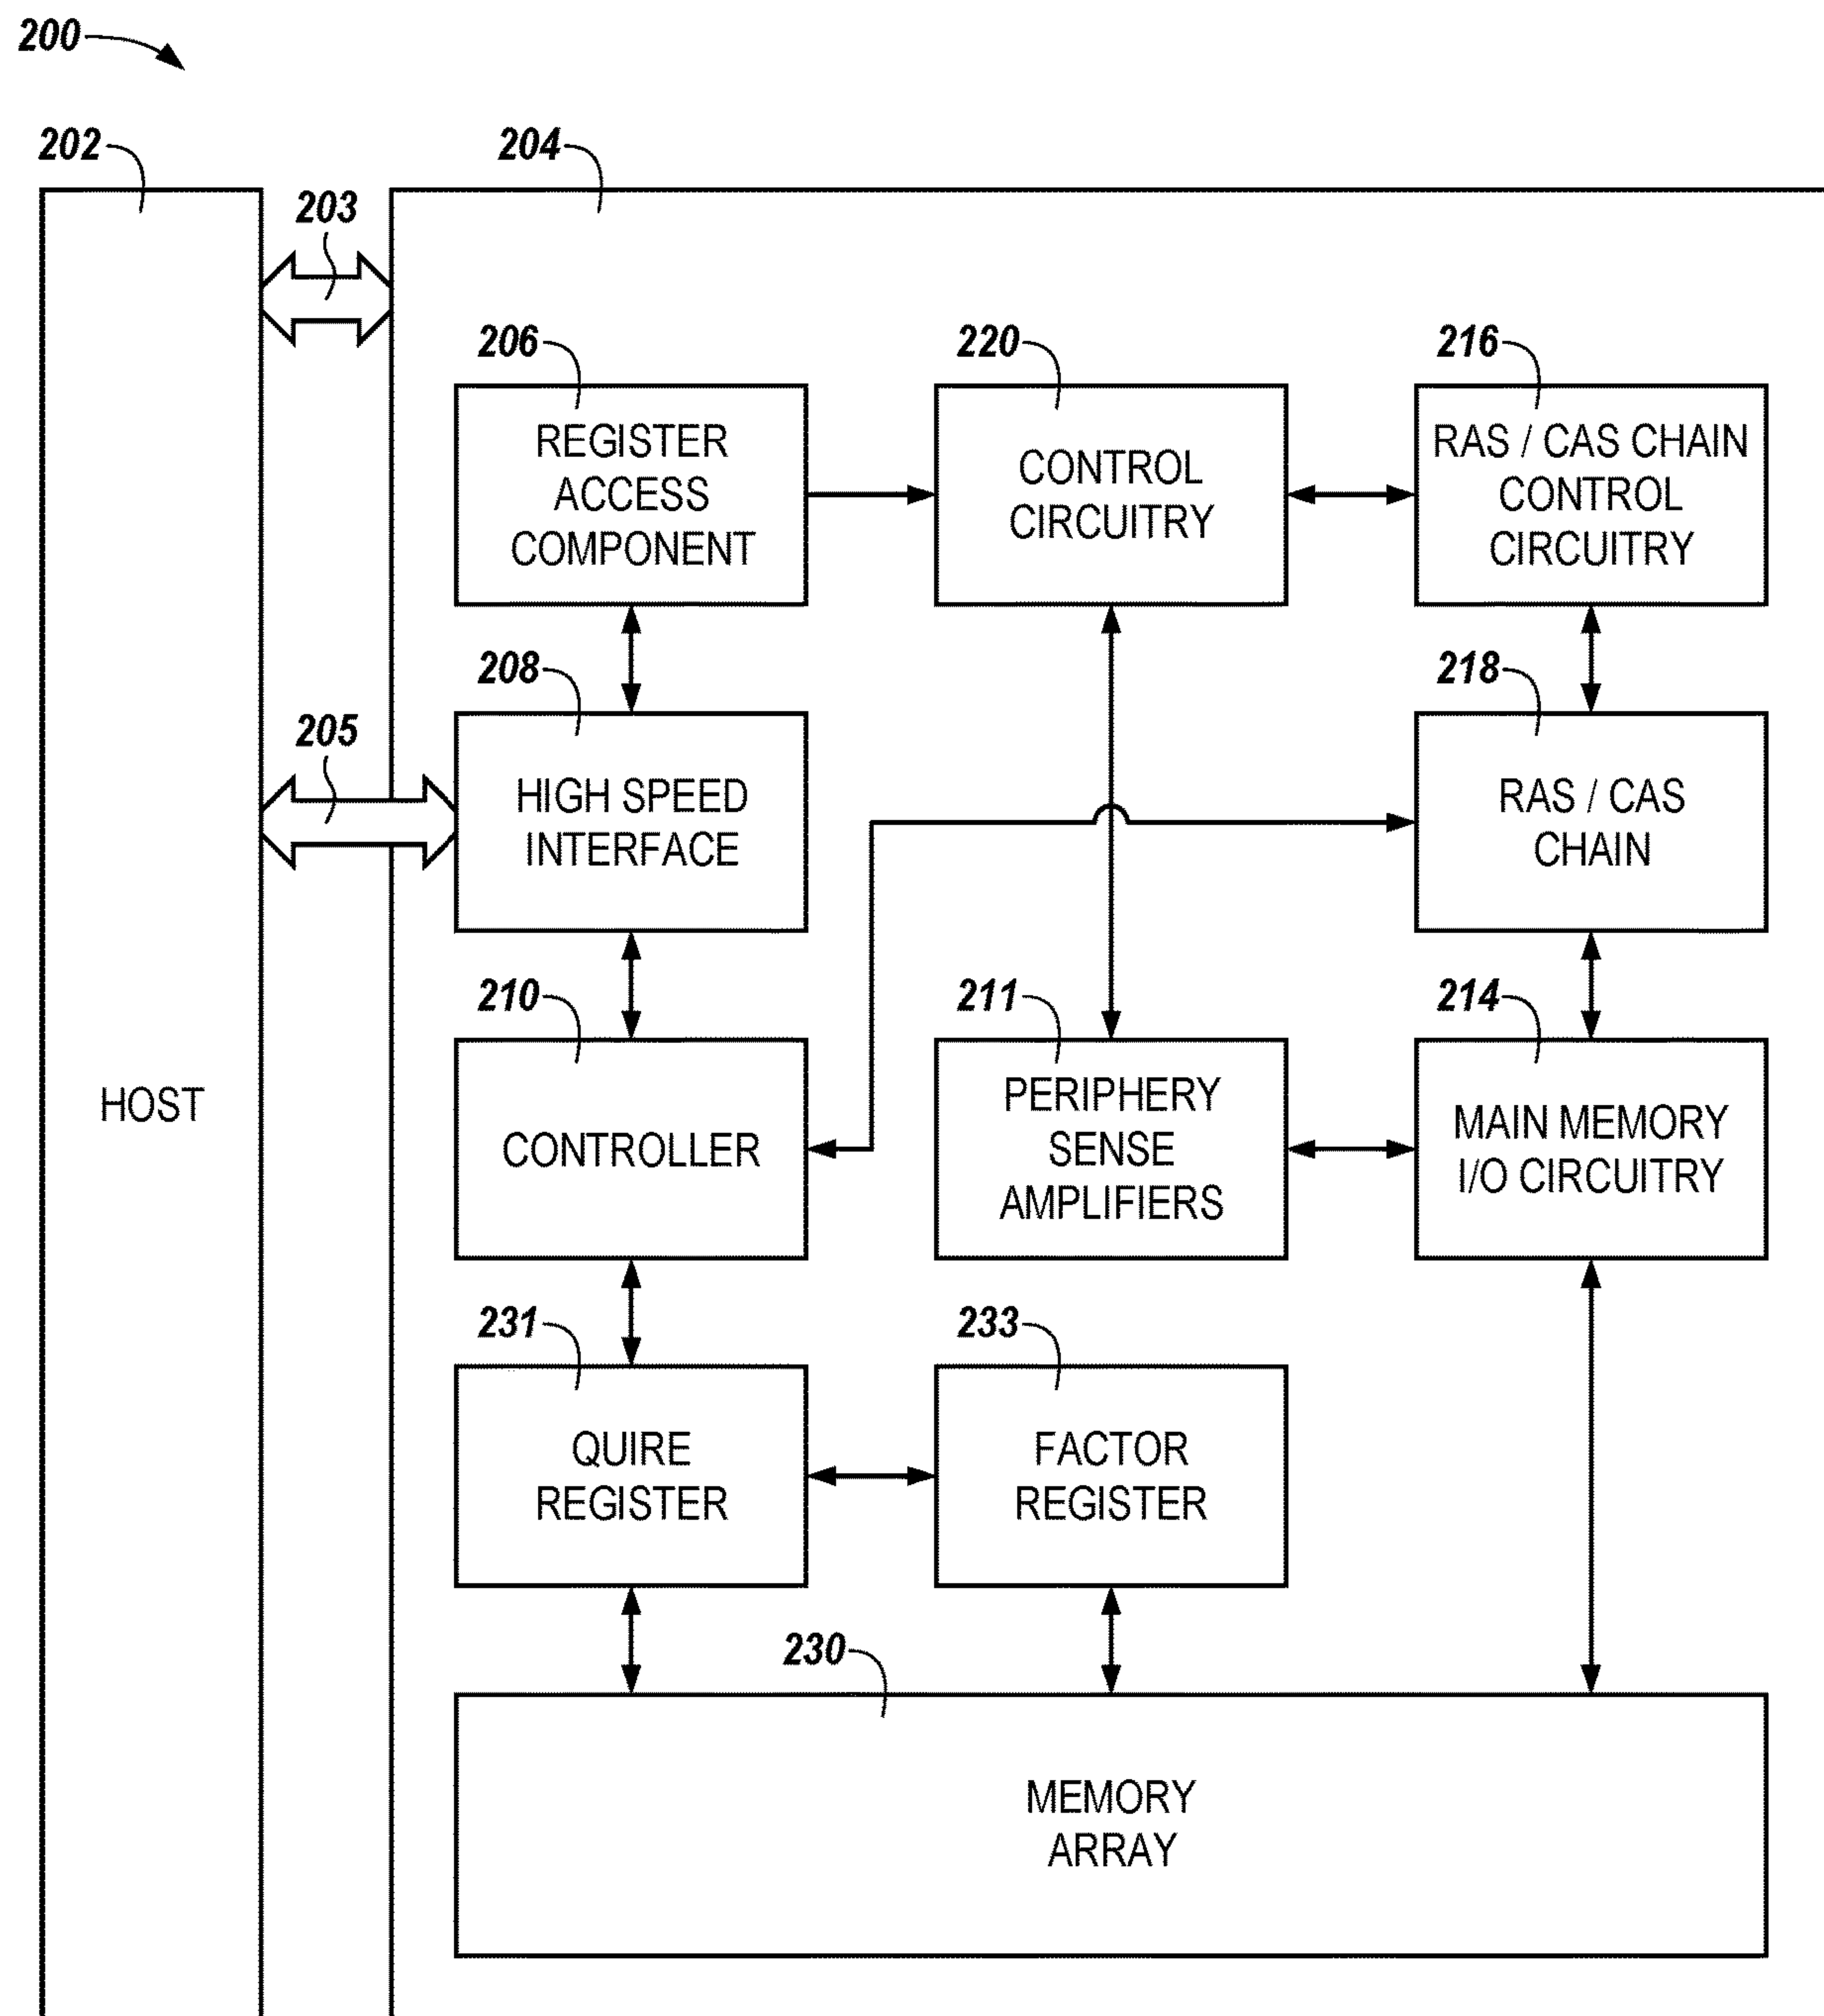 200
202
204
203
206
220
216
REGISTER
ACCESS
COMPONENT
CONTROL
CIRCUITRY
RAS / CAS CHAIN
CONTROL
CIRCUITRY
208
218
205
HIGH SPEED
INTERFACE
RAS / CAS
CHAIN
210
211
214
HOST
CONTROLLER
PERIPHERY
SENSE
AMPLIFIERS
MAIN MEMORY
I/O CIRCUITRY
231
233
QUIRE
REGISTER
FACTOR
REGISTER
230
MEMORY
ARRAY